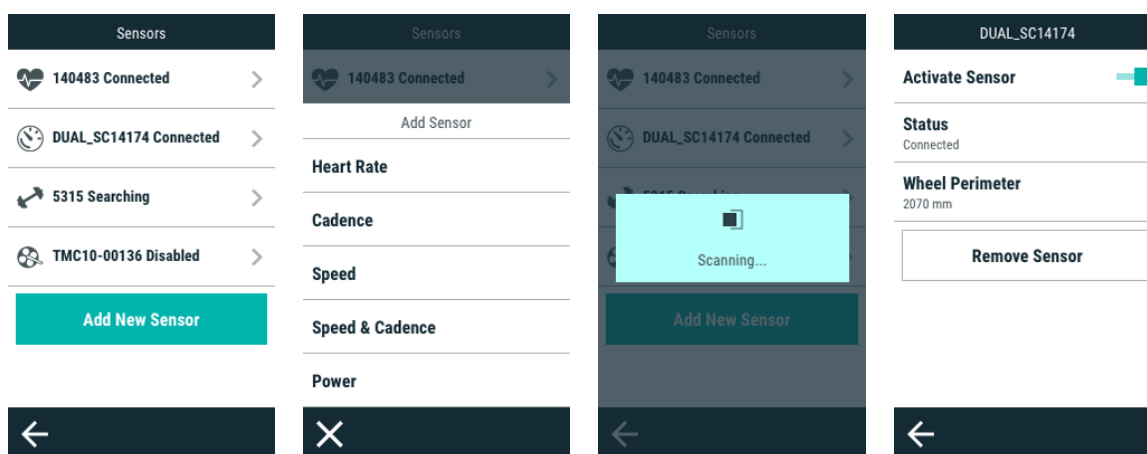 Sensors
140483 Connected
DUAL_SC14174 Connected
5315 Searching
TMC10-00136 Disabled
Add New Sensor
Sensors
140483 Connected
Add Sensor
Heart Rate
Cadence
Speed
Speed & Cadence
Power
Sensors
140483 Connected
DUAL_SC14174 Connected
Scanning...
Add New Sensor
DUAL_SC14174
Activate Sensor
Status
Connected
Wheel Perimeter
2070 mm
Remove Sensor